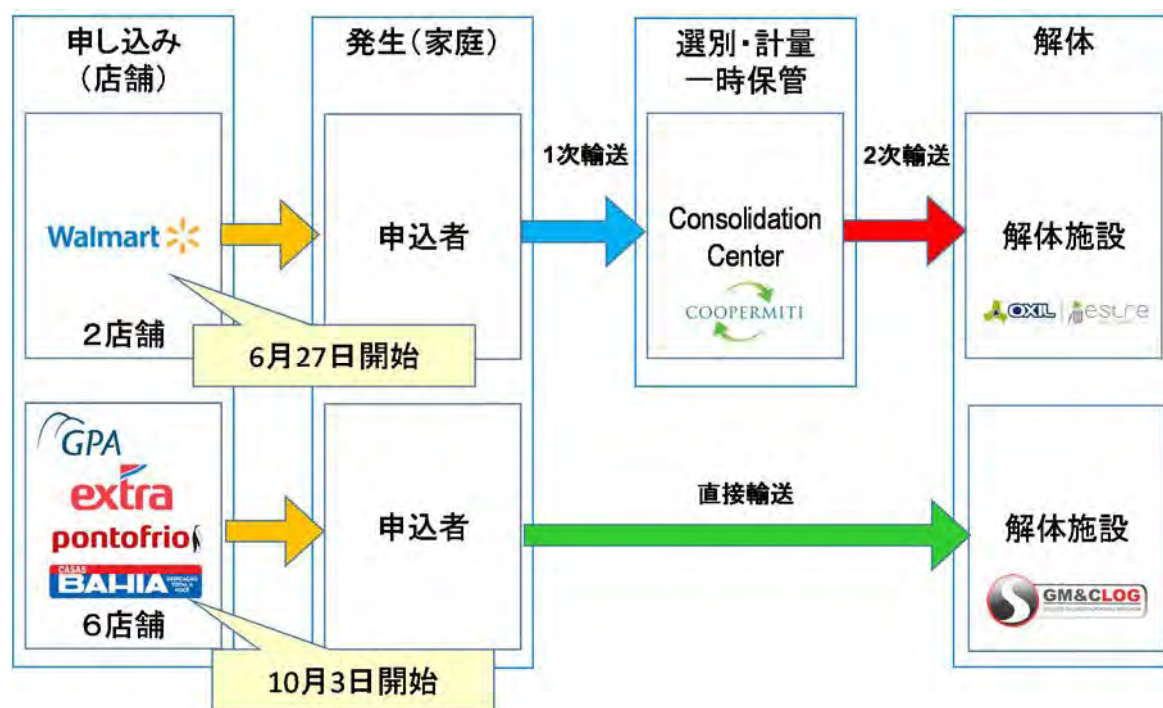 申し込み
（店舗）
発生（家庭）
選別・計量
一時保管
解体
1次輸送
2次輸送
Walmart
申込者
Consolidation
Center
COOPERMITI
解体施設
OXIL
estre
2店舗
6月27日開始
GPA
extra
pontofrio
CASAS
BAHIA
6店舗
申込者
直接輸送
解体施設
GM&CLOG
10月3日開始